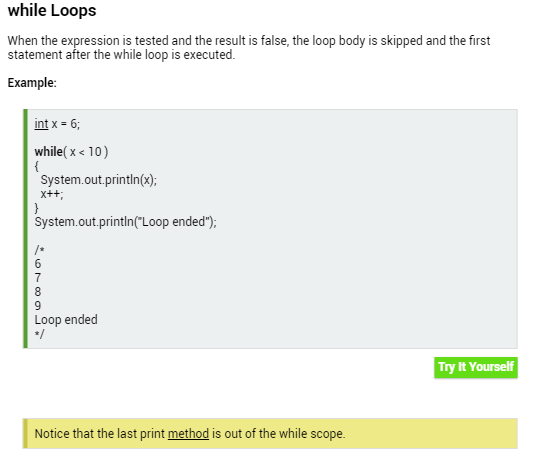 while Loops
When the expression is tested and the result is false, the loop body is skipped and the first
statement after the while loop is executed.
Example:
int x = 6;
while( x < 10 )
{
System.out.println(x);
x++;
}
System.out.println("Loop ended");
/*
6
7
8
9
Loop ended
*/
Try It Yourself
Notice that the last print method is out of the while scope.